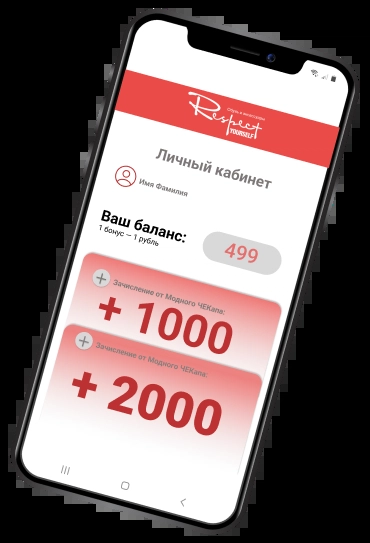 обувь и аксессуары
Respect
YOURSELF
Личный кабинет
Имя Фамилия
Ваш баланс:
1 бонус — 1 рубль
499
Зачисление от Модного ЧЕКапа:
+ 1000
Зачисление от Модного ЧЕКапа:
+ 2000